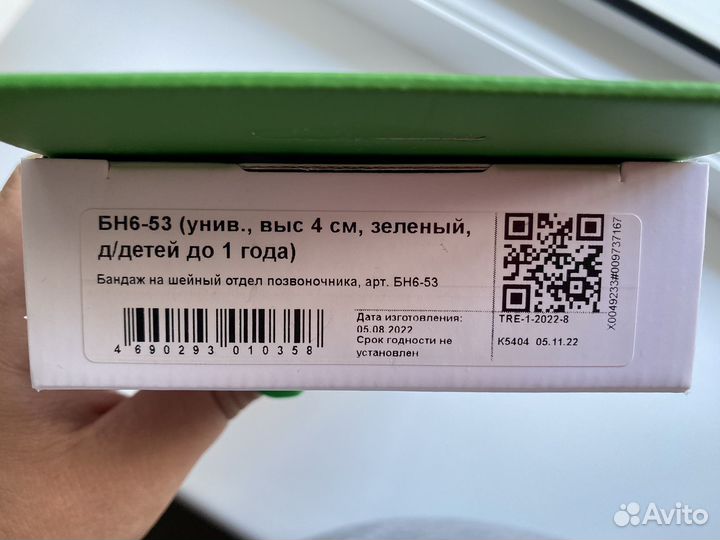 БН6-53 (унив., выс 4 см, зеленый,
д/детей до 1 года)
Бандаж на шейный отдел позвоночника, арт. БН6-53
4 690293 010358
Дата изготовления:
05.08.2022
Срок годности не
установлен
TRE-1-2022-8
K5404 05.11.22
X0049233#009737167
Avito